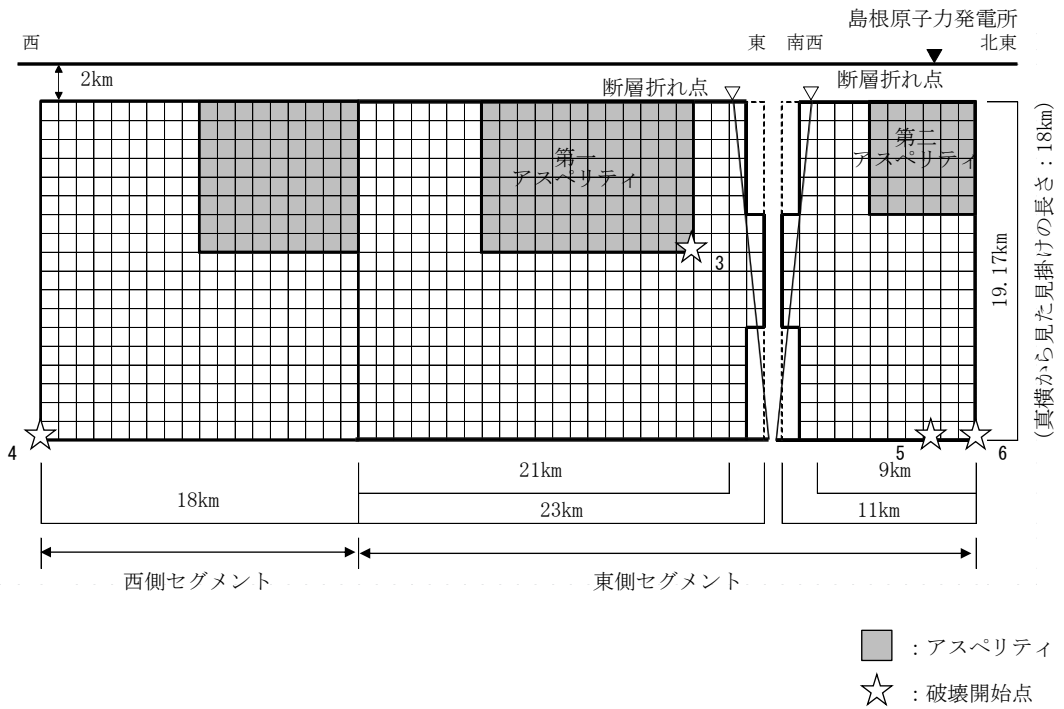 島根原子力発電所
西
東
南西
北東
2km
断層折れ点
断層折れ点
第一
アスペリティ
第二
アスペリティ
3
19.17km
(真横から見た見掛けの長さ：18km)
4
5
6
21km
9km
18km
23km
11km
西側セグメント
東側セグメント
：アスペリティ
：破壊開始点